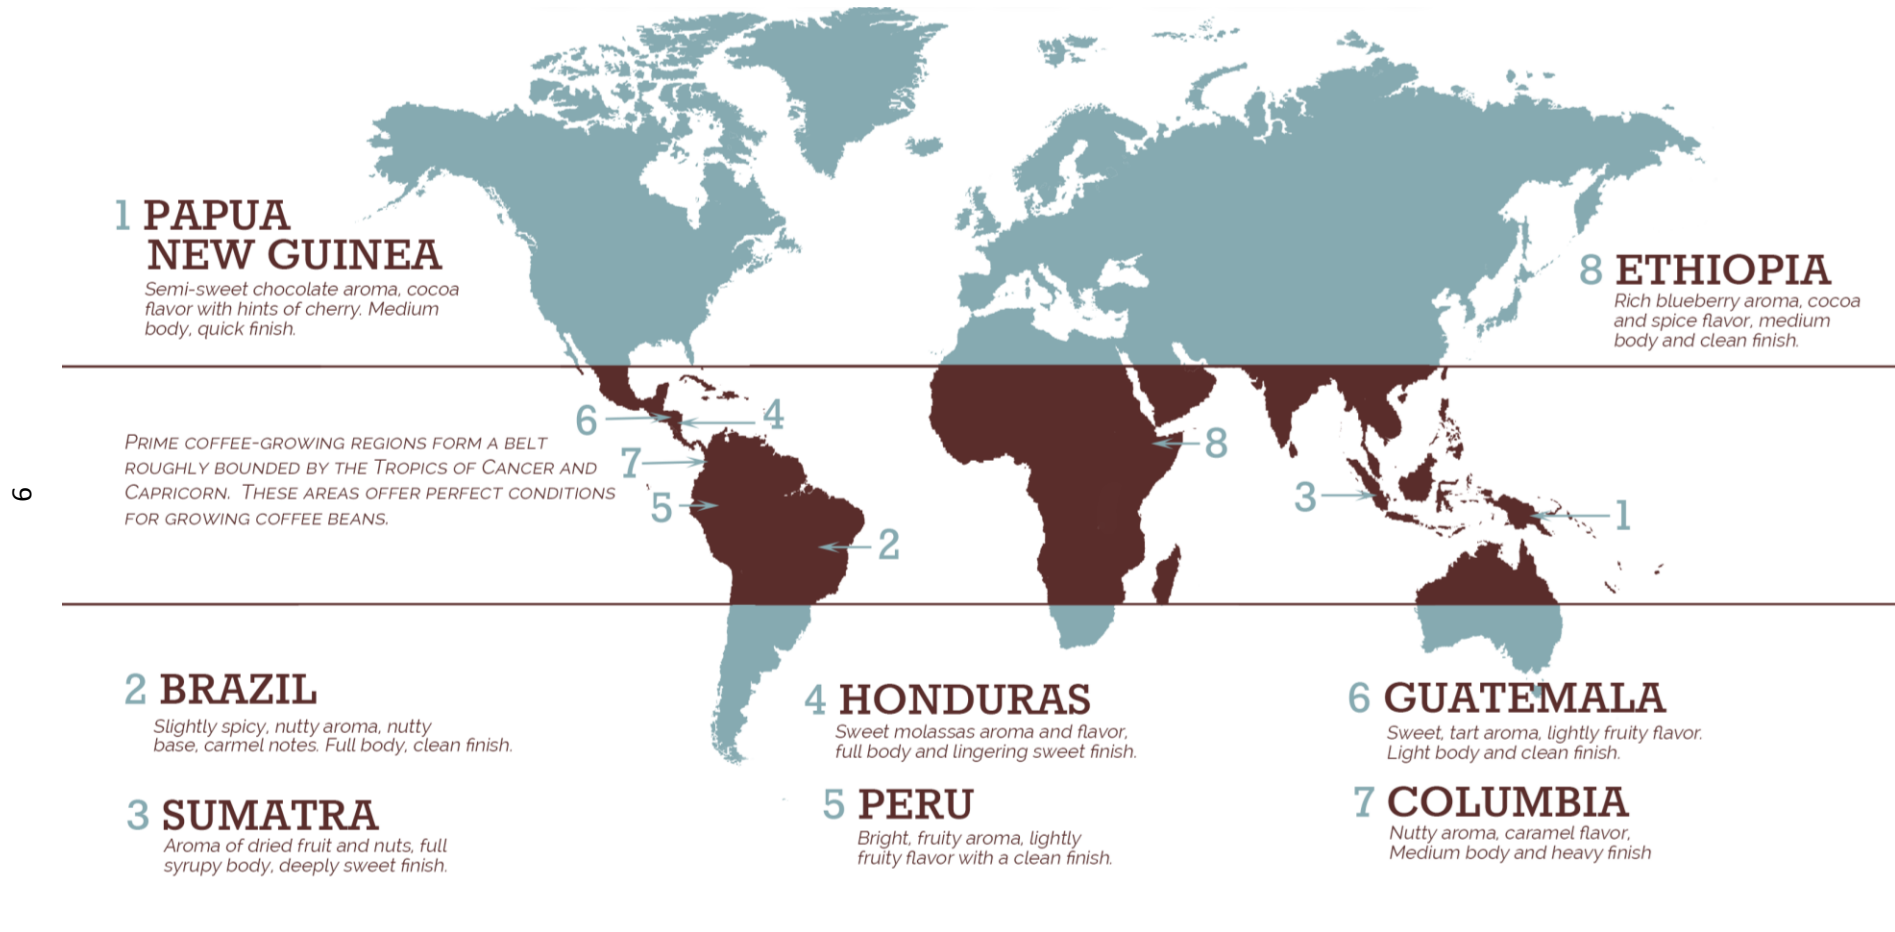 1 PAPUA
NEW GUINEA
Semi-sweet chocolate aroma, cocoa
flavor with hints of cherry. Medium
body, quick finish.
8 ETHIOPIA
Rich blueberry aroma, cocoa
and spice flavor, medium
body and clean finish.
6
4
7
5
2
8
3
1
PRIME COFFEE-GROWING REGIONS FORM A BELT
ROUGHLY BOUNDED BY THE TROPICS OF CANCER AND
CAPRICORN. THESE AREAS OFFER PERFECT CONDITIONS
FOR GROWING COFFEE BEANS.
6
2 BRAZIL
Slightly spicy, nutty aroma, nutty
base, carmel notes. Full body, clean finish.
3 SUMATRA
Aroma of dried fruit and nuts, full
syrupy body, deeply sweet finish.
4 HONDURAS
Sweet molassas aroma and flavor,
full body and lingering sweet finish.
5 PERU
Bright, fruity aroma, lightly
fruity flavor with a clean finish.
6 GUATEMALA
Sweet, tart aroma, lightly fruity flavor.
Light body and clean finish.
7 COLUMBIA
Nutty aroma, caramel flavor,
Medium body and heavy finish